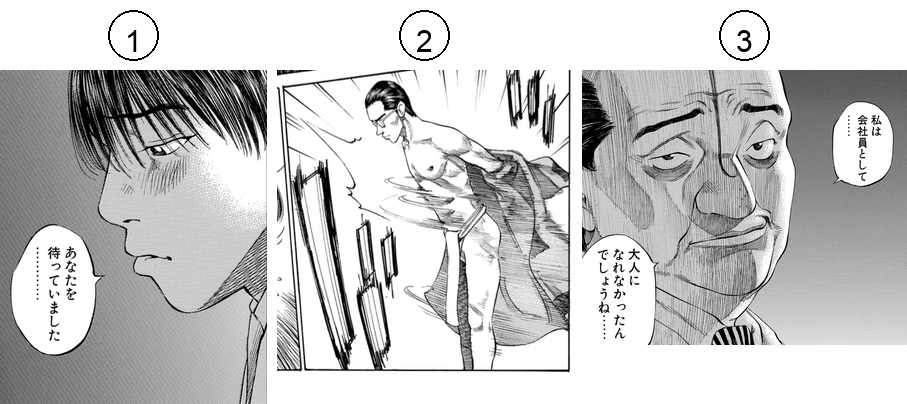 1
2
3
あなたを
待っていました
…………
私は
会社員として
……
大人に
なれなかったん
でしょうね……